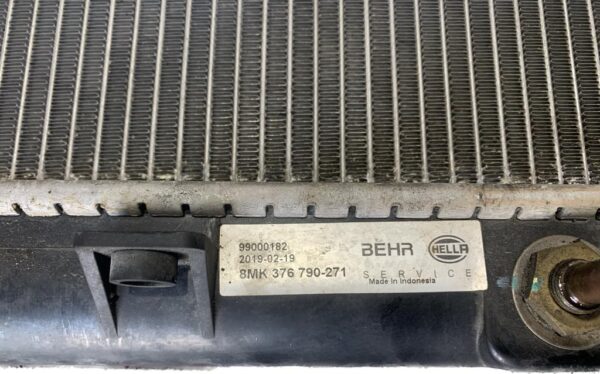 99000182
2019-02-19
8MK 376 790-271
BEHR HELLA
SERVICE
Made in Indonesia